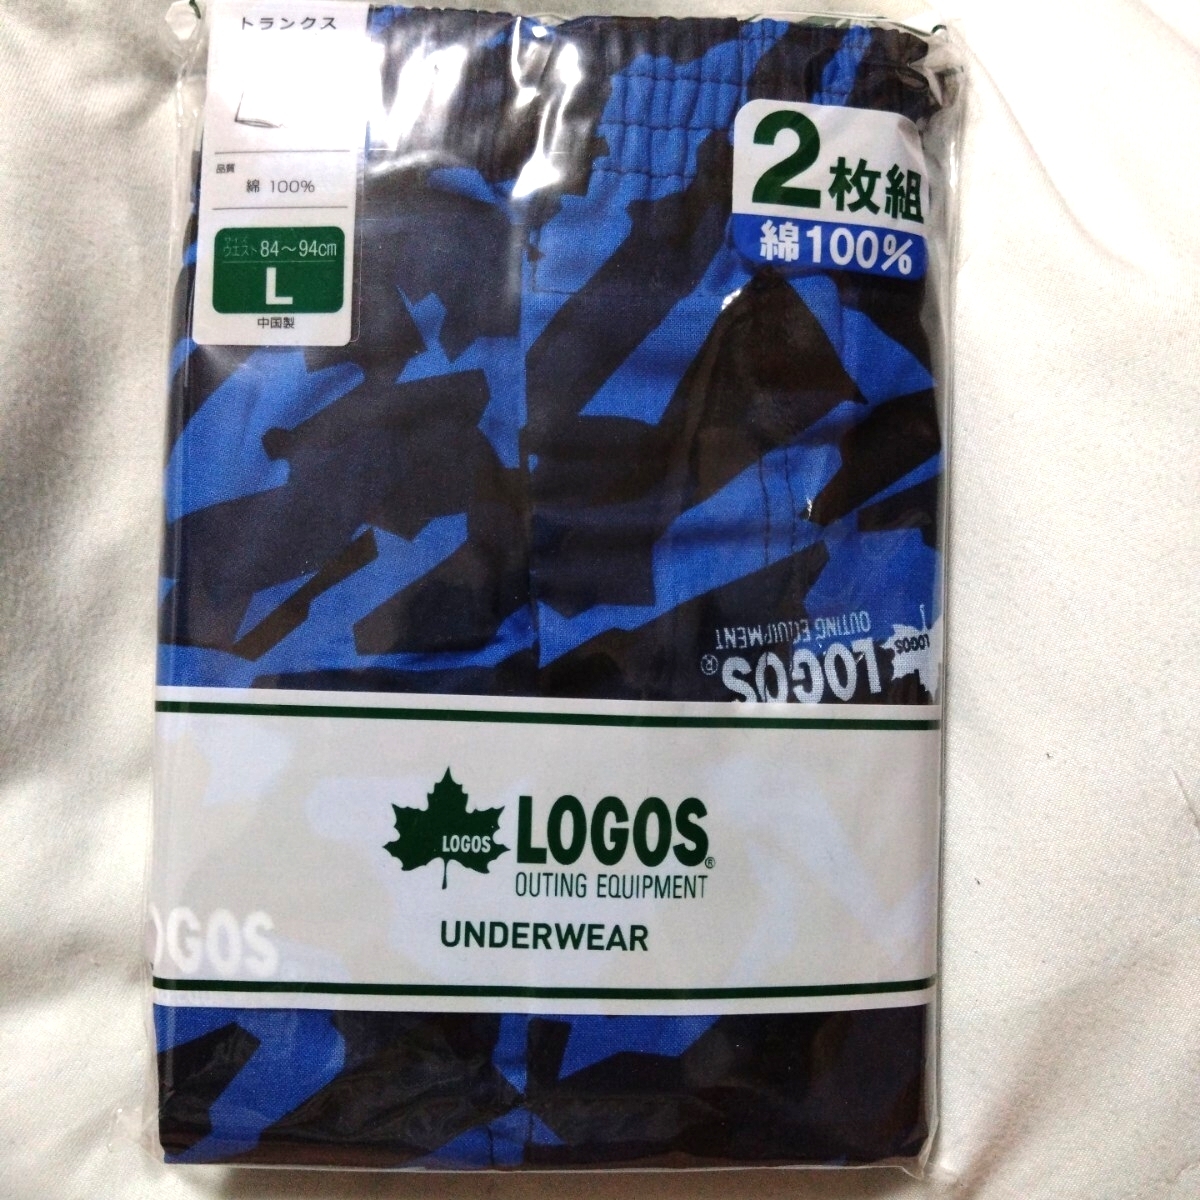 トランクス
品質
綿 100%
サイズ
ウエスト 84～94cm
L
中国製
2枚組
綿100%
LOGOS
LOGOS®
OUTING EQUIPMENT
LOGOS
LOGOS®
OUTING EQUIPMENT
UNDERWEAR
OGOS